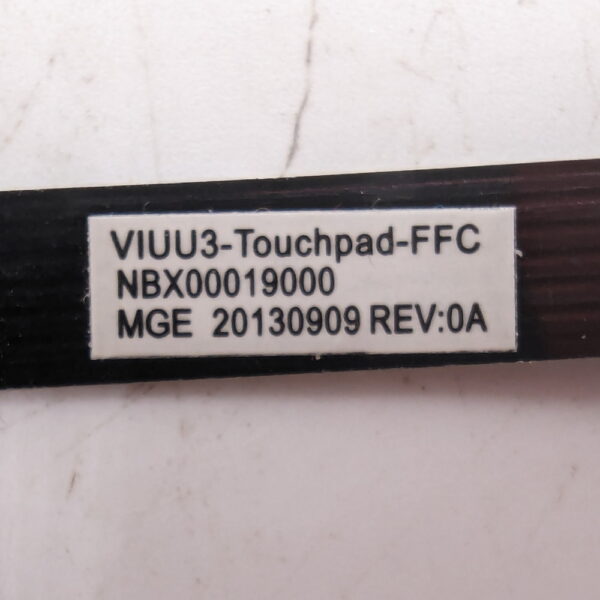 VIUU3-Touchpad-FFC
NBX00019000
MGE 20130909 REV:0A